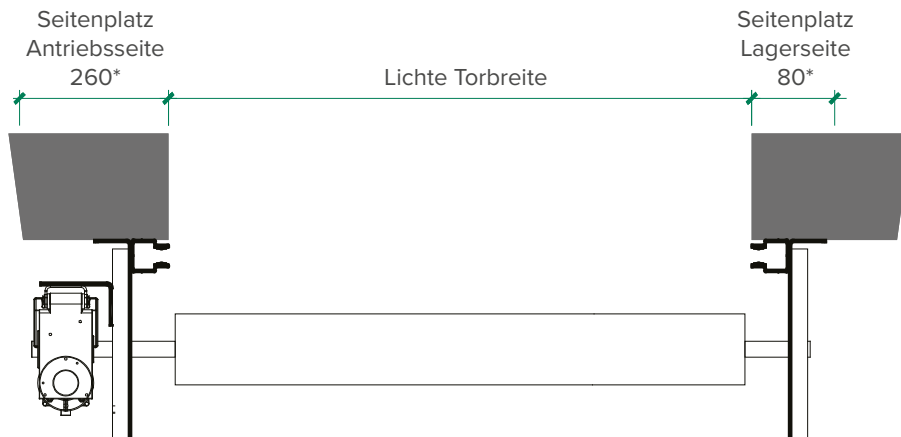 Seitenplatz
Antriebsseite
260*
Lichte Torbreite
Seitenplatz
Lagerseite
80*